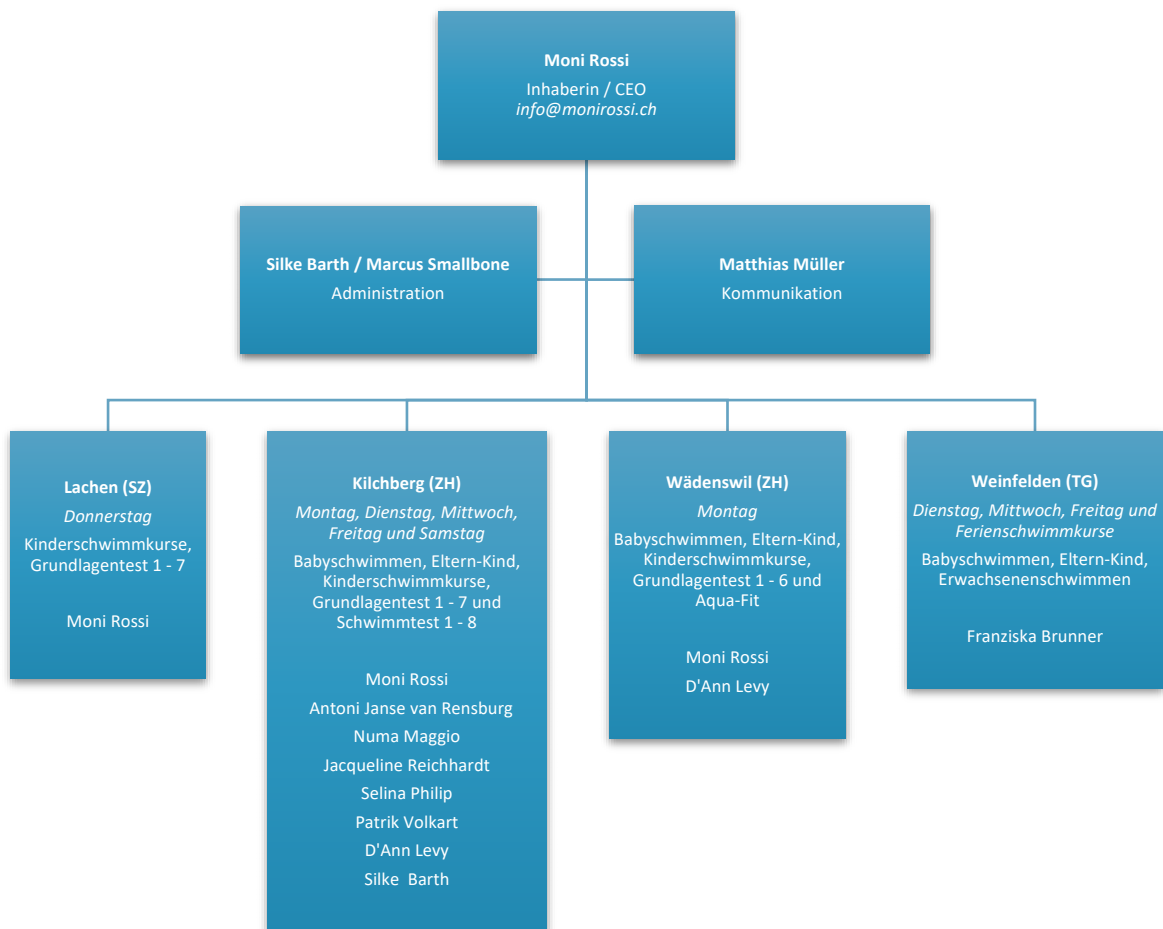 Moni Rossi
Inhaberin / CEO
info@monirossi.ch
Silke Barth / Marcus Smallbone
Administration
Matthias Müller
Kommunikation
Lachen (SZ)
Donnerstag
Kinderschwimmkurse,
Grundlagentest 1 - 7
Moni Rossi
Kilchberg (ZH)
Montag, Dienstag, Mittwoch,
Freitag und Samstag
Babyschwimmen, Eltern-Kind,
Kinderschwimmkurse,
Grundlagentest 1 - 7 und
Schwimmtest 1 - 8
Moni Rossi
Antoni Janse van Rensburg
Numa Maggio
Jacqueline Reichhardt
Selina Philip
Patrik Volkart
D'Ann Levy
Silke Barth
Wädenswil (ZH)
Montag
Babyschwimmen, Eltern-Kind,
Kinderschwimmkurse,
Grundlagentest 1 - 6 und
Aqua-Fit
Moni Rossi
D'Ann Levy
Weinfelden (TG)
Dienstag, Mittwoch, Freitag und
Ferienschwimmkurse
Babyschwimmen, Eltern-Kind,
Erwachsenenschwimmen
Franziska Brunner